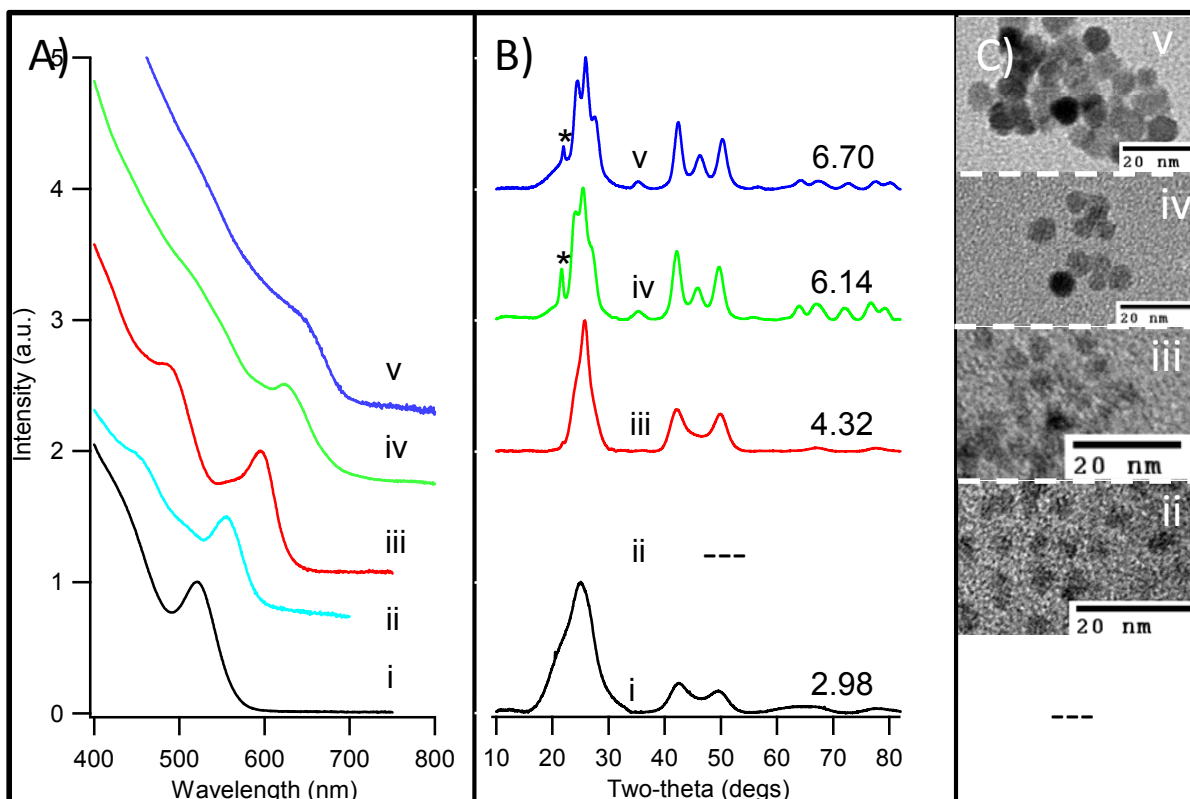 A)
5
4
3
2
1
0
Intensity (a.u.)
v
iv
iii
ii
i
400 500 600 700 800
Wavelength (nm)
B)
* v 6.70
* iv 6.14
iii 4.32
ii ---
i 2.98
10 20 30 40 50 60 70 80
Two-theta (degs)
C)
v
20 nm
iv
20 nm
iii
20 nm
ii
20 nm
---